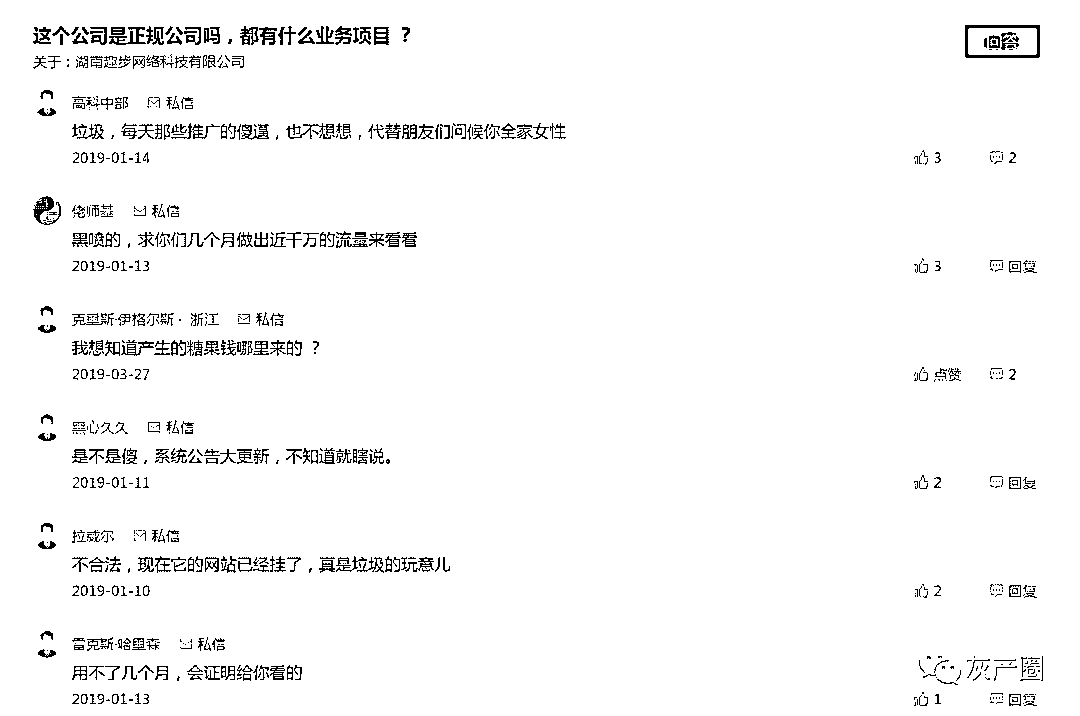 这个公司是正规公司吗，都有什么业务项目 ？
回答
关于：湖南趣步网络科技有限公司
高科中部 私信
垃圾，每天那些推广的傻逼，也不想想，代替朋友们问候你全家女性
2019-01-14 3 2
佬师基 私信
黑喷的，求你们几个月做出近千万的流量来看看
2019-01-13 3 回复
克里斯·伊格尔斯 · 浙江 私信
我想知道产生的糖果钱哪里来的 ？
2019-03-27 点赞 2
黑心久久 私信
是不是傻，系统公告大更新，不知道就瞎说。
2019-01-11 2 回复
拉威尔 私信
不合法，现在它的网站已经挂了，真是垃圾的玩意儿
2019-01-10 2 回复
雷克斯·哈里森 私信
用不了几个月，会证明给你看的
2019-01-13 1 回复
灰产圈